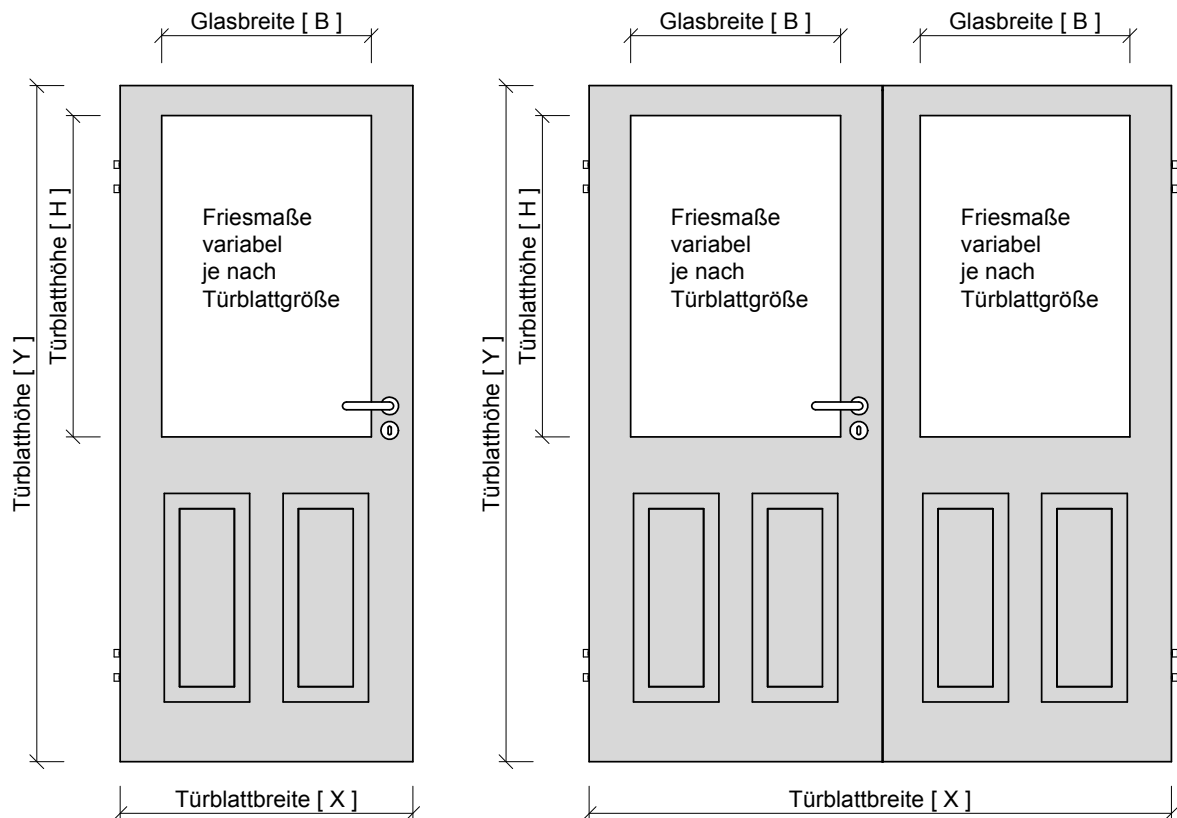 Glasbreite [ B ]
Glasbreite [ B ]
Glasbreite [ B ]
Türblatthöhe [ Y ]
Türblatthöhe [ H ]
Friesmaße
variabel
je nach
Türblattgröße
Türblatthöhe [ Y ]
Türblatthöhe [ H ]
Friesmaße
variabel
je nach
Türblattgröße
Friesmaße
variabel
je nach
Türblattgröße
Türblattbreite [ X ]
Türblattbreite [ X ]